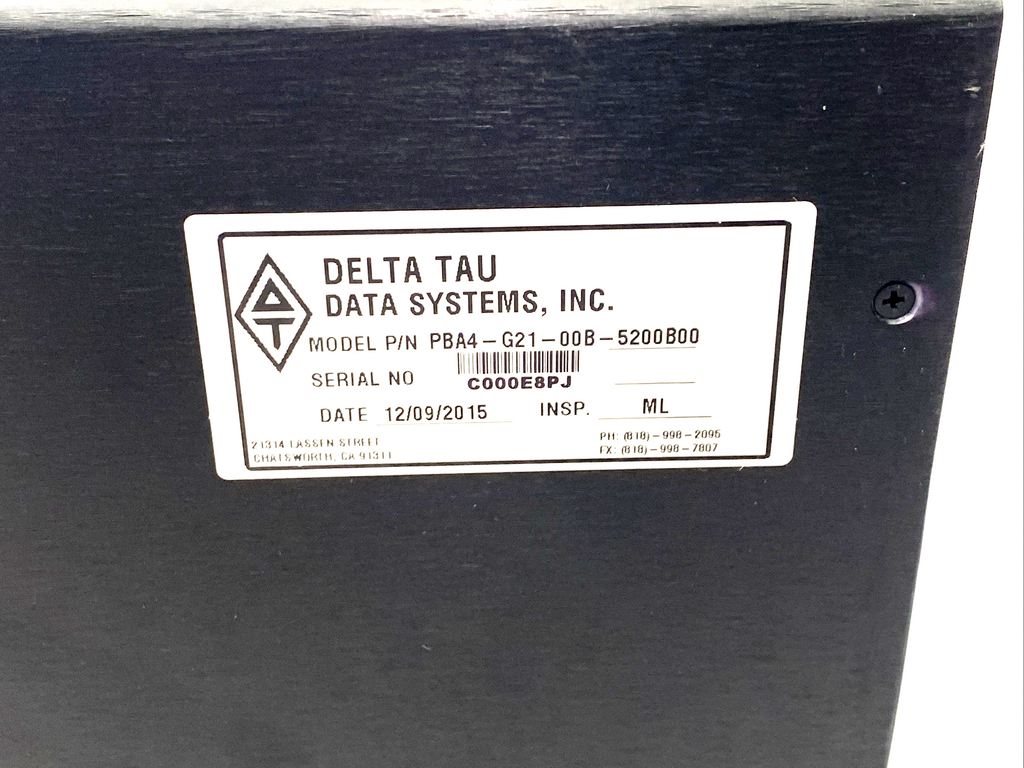 DELTA TAU
DATA SYSTEMS, INC.
MODEL P/N PBA4-G21-00B-5200B00
SERIAL NO C000E8PJ
DATE 12/09/2015 INSP. ML
21314 LASSEN STREET
CHATSWORTH, CA 91311
PH: (818)-998-2095
FX: (818)-998-7807